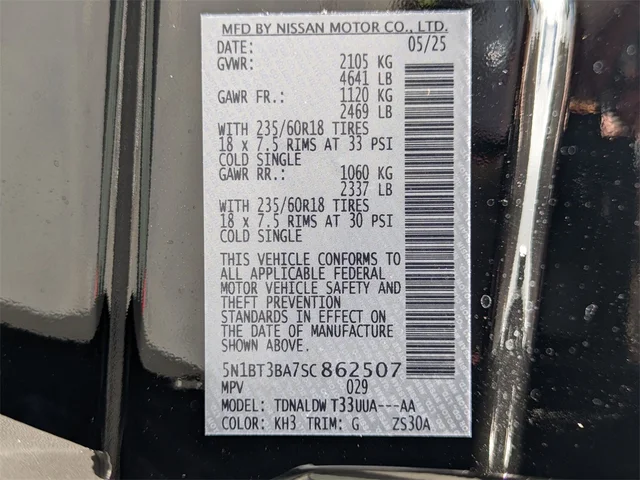 MFD BY NISSAN MOTOR CO., LTD.
DATE: 05/25
GVWR: 2105 KG
4641 LB
GAWR FR.: 1120 KG
2469 LB
WITH 235/60R18 TIRES
18 x 7.5 RIMS AT 33 PSI
COLD SINGLE
GAWR RR.: 1060 KG
2337 LB
WITH 235/60R18 TIRES
18 x 7.5 RIMS AT 30 PSI
COLD SINGLE
THIS VEHICLE CONFORMS TO
ALL APPLICABLE FEDERAL
MOTOR VEHICLE SAFETY AND
THEFT PREVENTION
STANDARDS IN EFFECT ON
THE DATE OF MANUFACTURE
SHOWN ABOVE.
5N1BT3BA7SC862507
MPV 029
MODEL: TDNALDW T33UUA---AA
COLOR: KH3 TRIM: G ZS30A